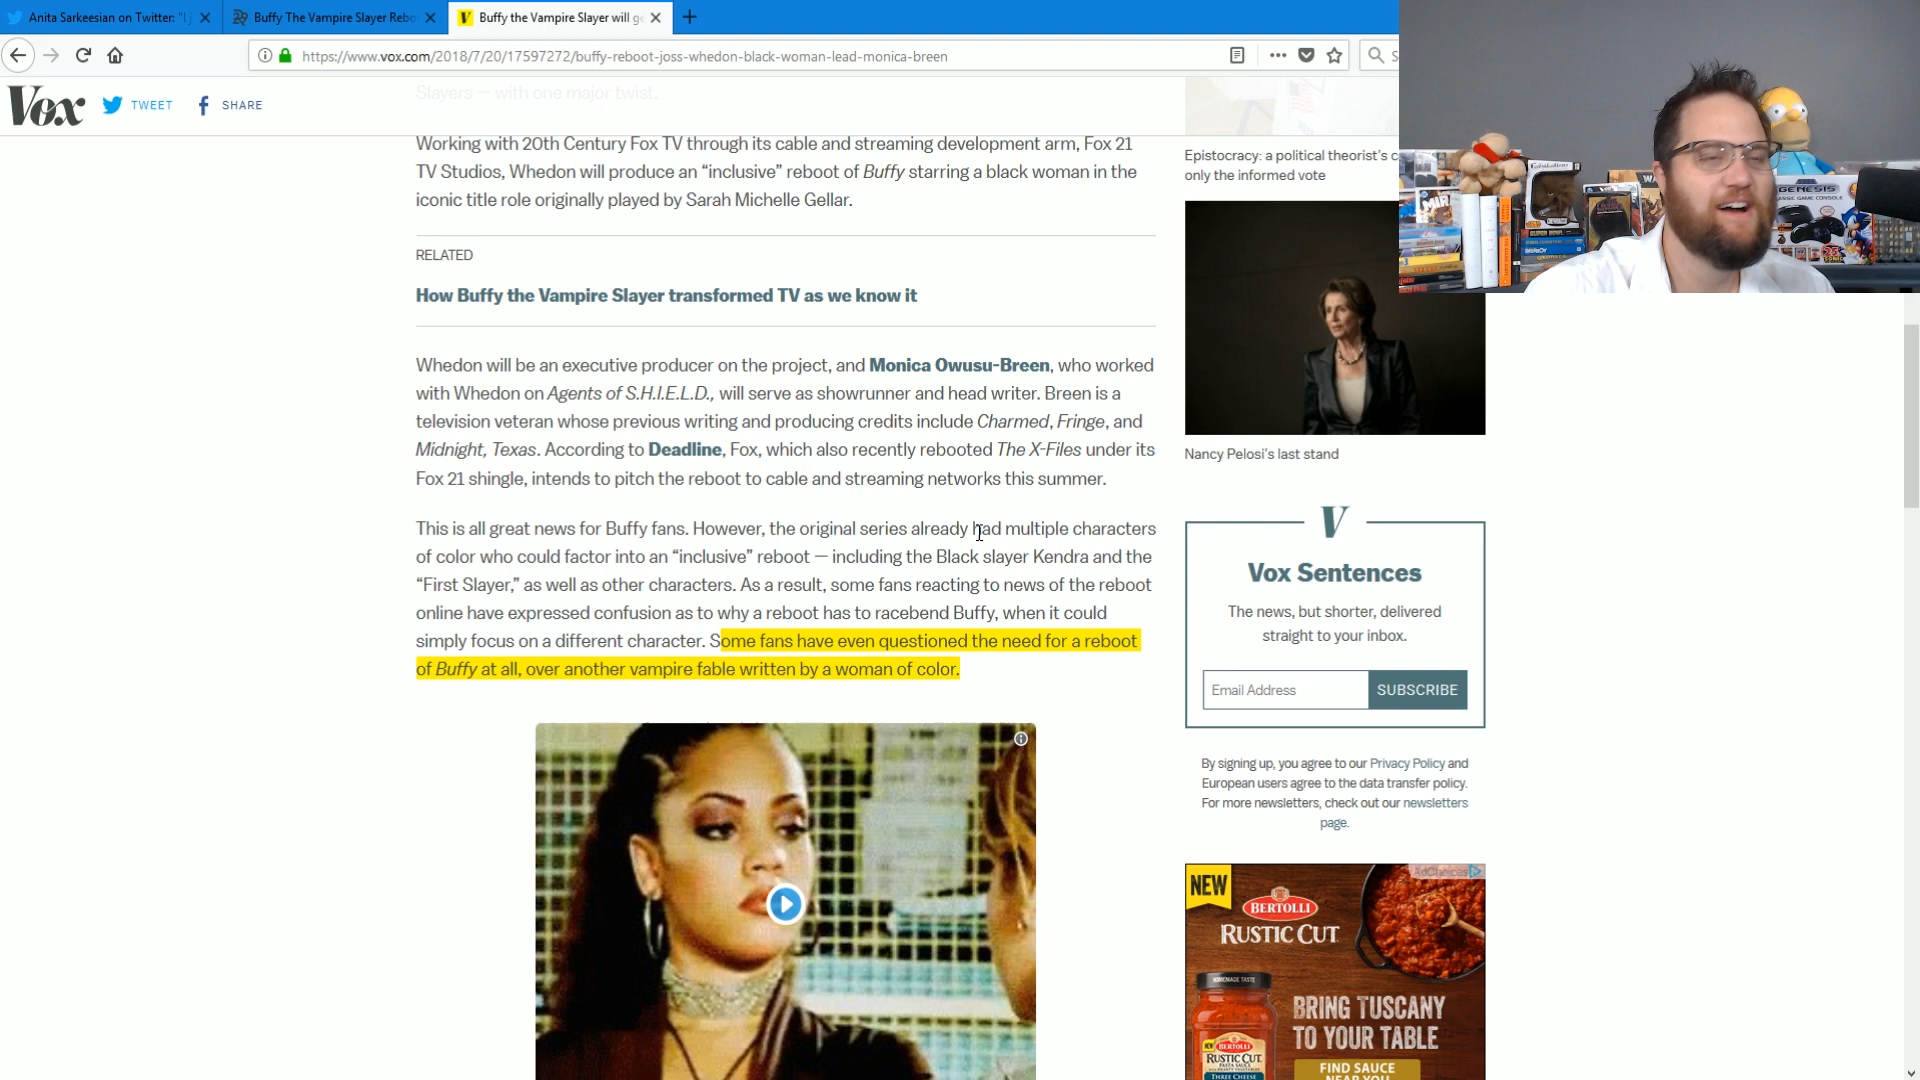 Anita Sarkeesian on Twitter: "I j
Buffy The Vampire Slayer Rebo
Buffy the Vampire Slayer will ge
https://www.vox.com/2018/7/20/17597272/buffy-reboot-joss-whedon-black-woman-lead-monica-breen
S
Vox TWEET SHARE
Slayers — with one major twist.
Working with 20th Century Fox TV through its cable and streaming development arm, Fox 21
TV Studios, Whedon will produce an “inclusive” reboot of Buffy starring a black woman in the
iconic title role originally played by Sarah Michelle Gellar.
RELATED
How Buffy the Vampire Slayer transformed TV as we know it
Whedon will be an executive producer on the project, and Monica Owusu-Breen, who worked
with Whedon on Agents of S.H.I.E.L.D., will serve as showrunner and head writer. Breen is a
television veteran whose previous writing and producing credits include Charmed, Fringe, and
Midnight, Texas. According to Deadline, Fox, which also recently rebooted The X-Files under its
Fox 21 shingle, intends to pitch the reboot to cable and streaming networks this summer.
This is all great news for Buffy fans. However, the original series already had multiple characters
of color who could factor into an “inclusive” reboot — including the Black slayer Kendra and the
“First Slayer,” as well as other characters. As a result, some fans reacting to news of the reboot
online have expressed confusion as to why a reboot has to racebend Buffy, when it could
simply focus on a different character. Some fans have even questioned the need for a reboot
of Buffy at all, over another vampire fable written by a woman of color.
Epistocracy: a political theorist’s c
only the informed vote
Nancy Pelosi’s last stand
V
Vox Sentences
The news, but shorter, delivered
straight to your inbox.
Email Address
SUBSCRIBE
By signing up, you agree to our Privacy Policy and
European users agree to the data transfer policy.
For more newsletters, check out our newsletters
page.
AdChoices
NEW
BERTOLLI
RUSTIC CUT
BRING TUSCANY
TO YOUR TABLE
BERTOLLI
RUSTIC CUT
THREE CHEESE
FIND SAUCE
NEAR YOU
GENESIS